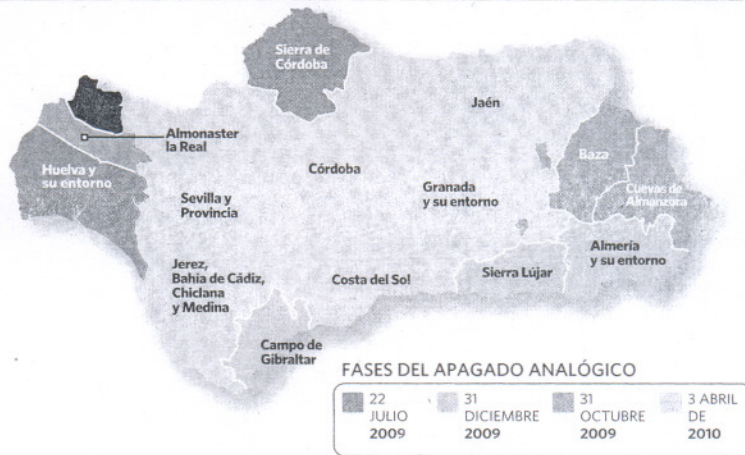 Sierra de
Córdoba
Jaén
Almonaster
la Real
Baza
Huelva y
su entorno
Córdoba
Cuevas de
Almanzora
Sevilla y
Provincia
Granada
y su entorno
Almería
y su entorno
Jerez,
Bahía de Cádiz,
Chiclana
y Medina
Costa del Sol
Sierra Lújar
Campo de
Gibraltar
FASES DEL APAGADO ANALÓGICO
22
JULIO
2009
31
DICIEMBRE
2009
31
OCTUBRE
2009
3 ABRIL
DE
2010